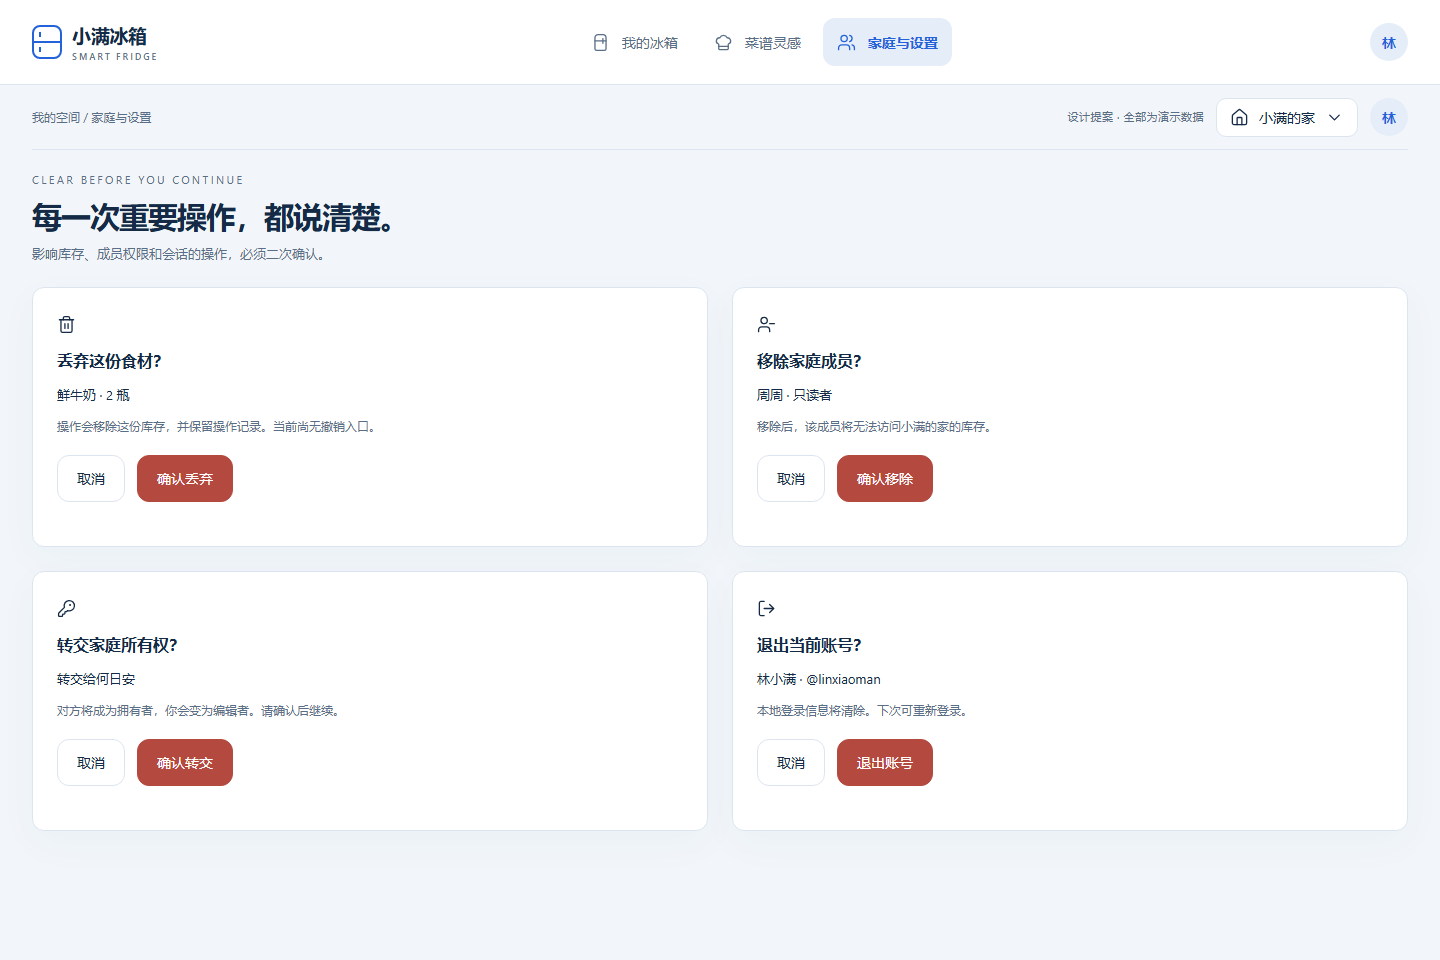 小满冰箱
SMART FRIDGE
我的冰箱
菜谱灵感
家庭与设置
林
我的空间 / 家庭与设置
设计提案 · 全部为演示数据
小满的家
林
CLEAR BEFORE YOU CONTINUE
每一次重要操作，都说清楚。
影响库存、成员权限和会话的操作，必须二次确认。
丢弃这份食材？
鲜牛奶 · 2 瓶
操作会移除这份库存，并保留操作记录。当前尚无撤销入口。
取消
确认丢弃
移除家庭成员？
周周 · 只读者
移除后，该成员将无法访问小满的家的库存。
取消
确认移除
转交家庭所有权？
转交给何日安
对方将成为拥有者，你会变为编辑者。请确认后继续。
取消
确认转交
退出当前账号？
林小满 · @linxiaoman
本地登录信息将清除。下次可重新登录。
取消
退出账号